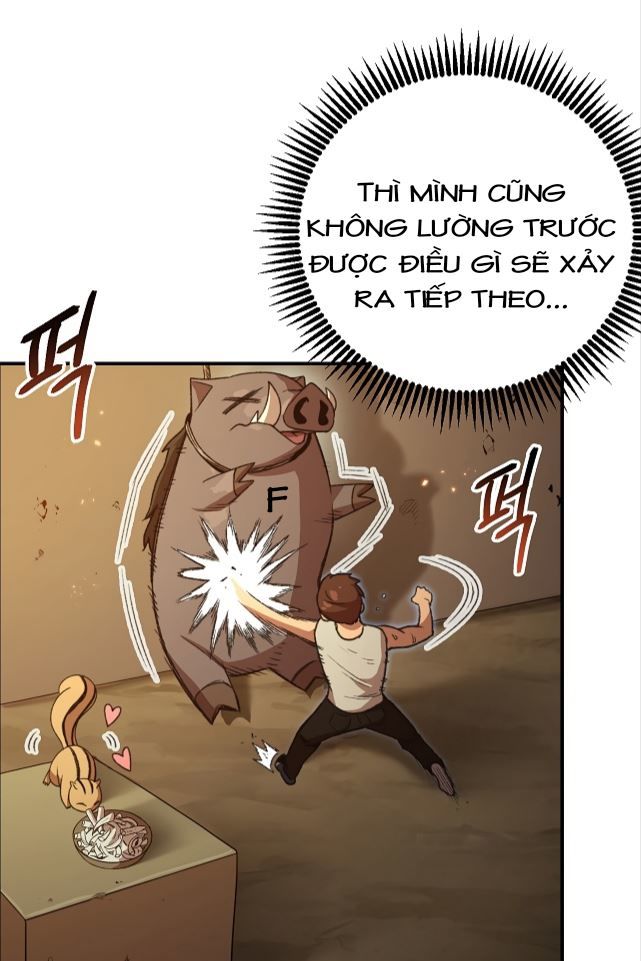 THÌ MÌNH CŨNG
KHÔNG LƯỜNG TRƯỚC
ĐƯỢC ĐIỀU GÌ SẼ XẢY
RA TIẾP THEO...
퍽
F
퍽